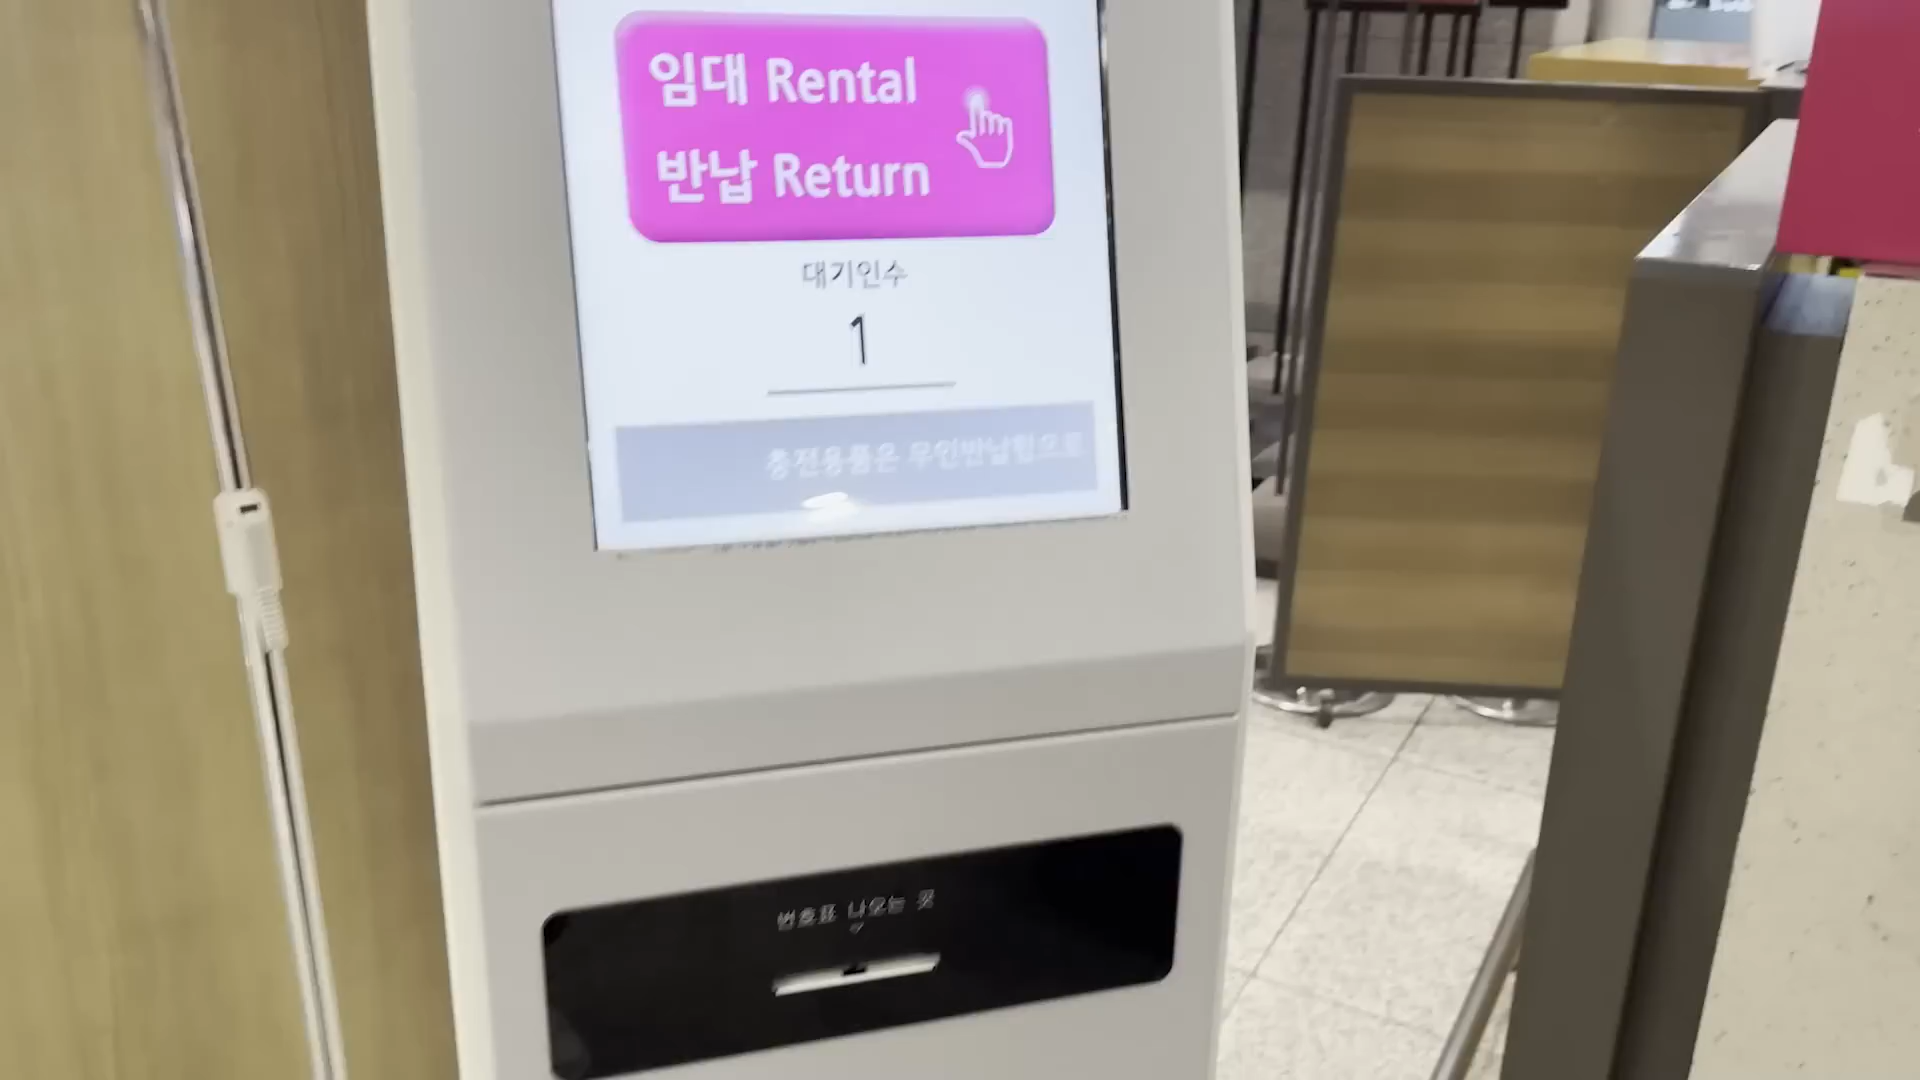 임대 Rental
반납 Return
대기인수
1
충전용품은 무인반납함으로
번호표 나오는 곳